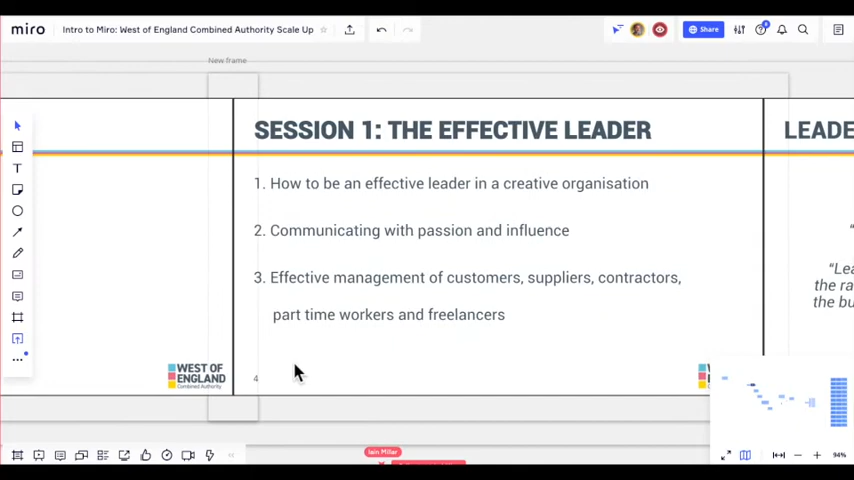 miro
Intro to Miro: West of England Combined Authority Scale Up
Share
New frame
SESSION 1: THE EFFECTIVE LEADER
LEADE
1. How to be an effective leader in a creative organisation
2. Communicating with passion and influence
3. Effective management of customers, suppliers, contractors,
part time workers and freelancers
“
“Lea
the ra
the bu
WEST OF
ENGLAND
Combined Authority
4
Iain Millar
94%